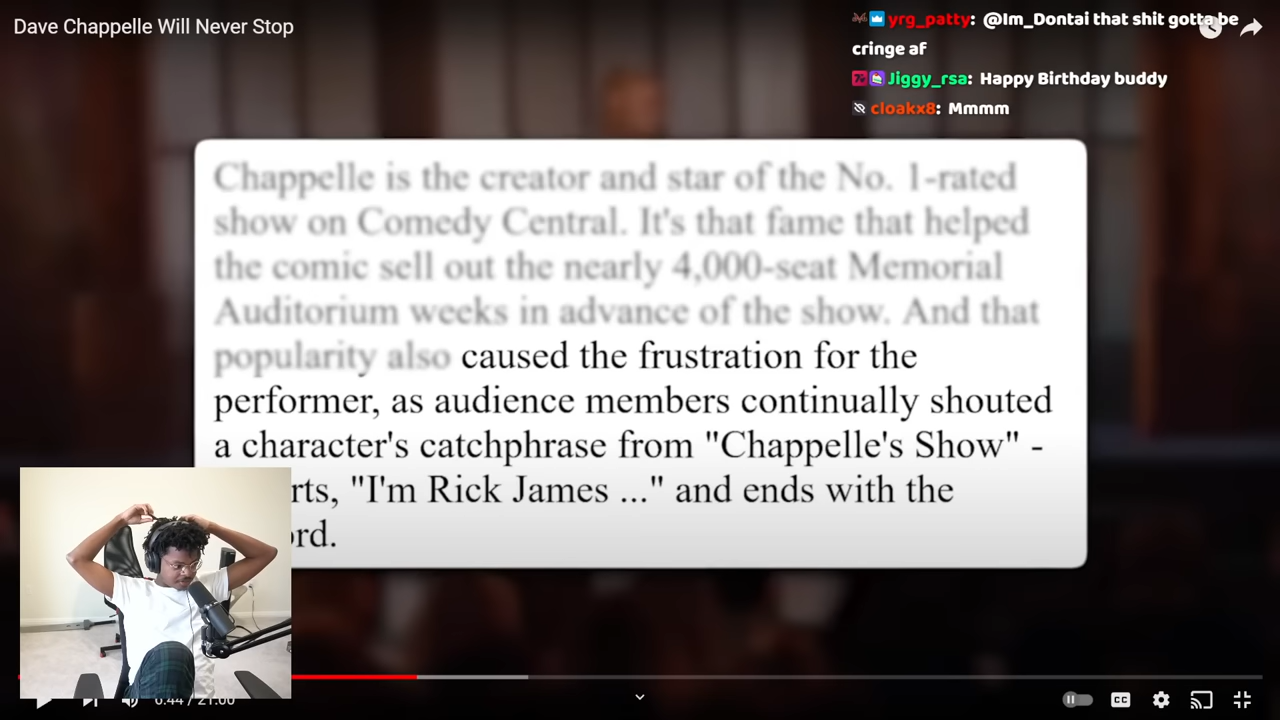 Dave Chappelle Will Never Stop
yrg_patty: @Im_Dontai that shit gotta be
cringe af
Jiggy_rsa: Happy Birthday buddy
cloakx8: Mmmm
Chappelle is the creator and star of the No. 1-rated
show on Comedy Central. It's that fame that helped
the comic sell out the nearly 4,000-seat Memorial
Auditorium weeks in advance of the show. And that
popularity also caused the frustration for the
performer, as audience members continually shouted
a character's catchphrase from "Chappelle's Show" -
rts, "I'm Rick James ..." and ends with the
ord.
6:44 / 21:00
CC